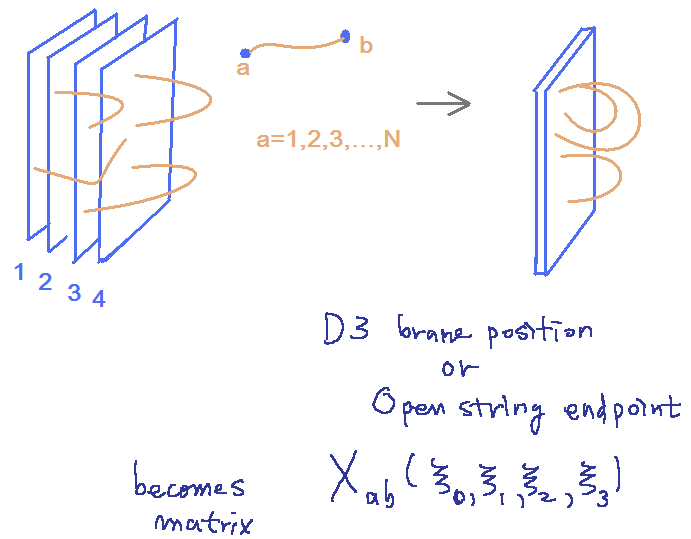 a b
a=1,2,3,...,N
1 2 3 4
D3 brane position
or
Open string endpoint
becomes
matrix
X_ab (ξ_0, ξ_1, ξ_2, ξ_3)